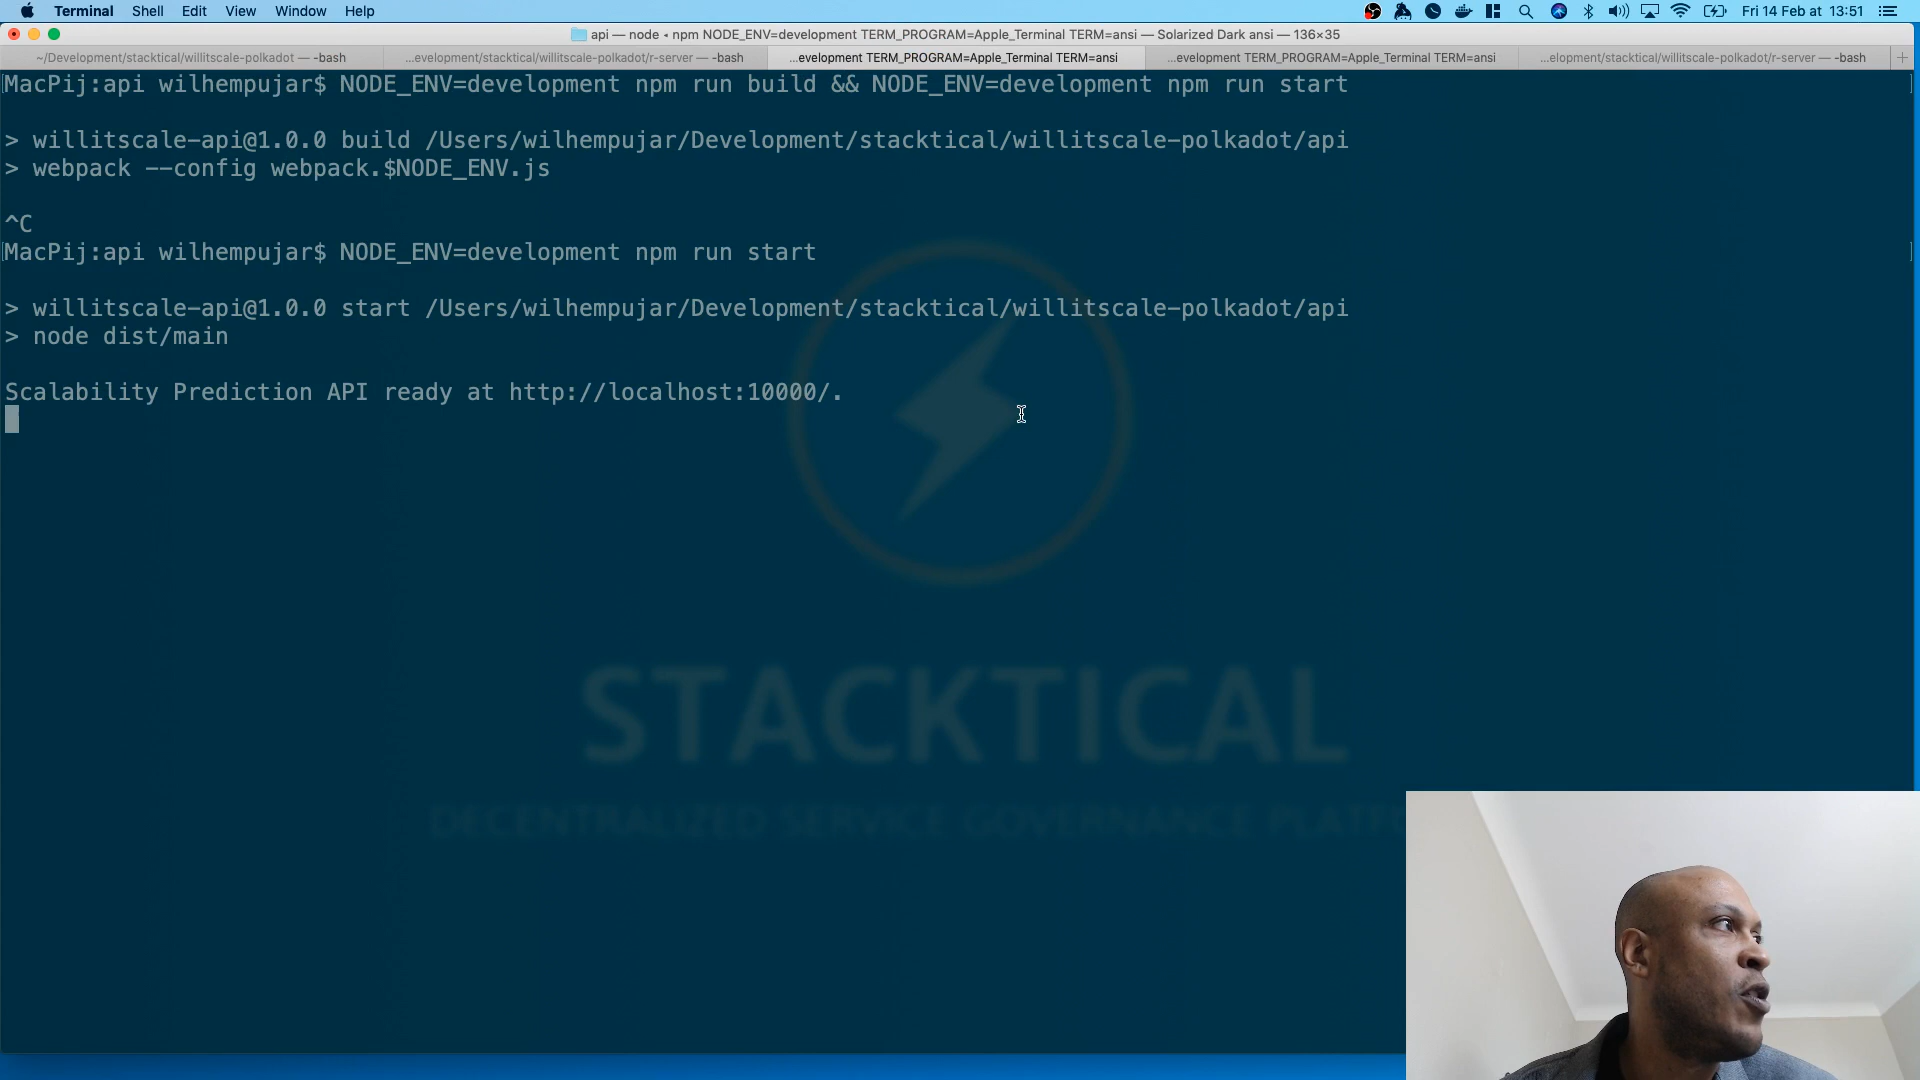 Terminal Shell Edit View Window Help Fri 14 Feb at 13:51
api — node ◂ npm NODE_ENV=development TERM_PROGRAM=Apple_Terminal TERM=ansi — Solarized Dark ansi — 136×35
~/Development/stacktical/willitscale-polkadot — -bash ...evelopment/stacktical/willitscale-polkadot/r-server — -bash ...evelopment TERM_PROGRAM=Apple_Terminal TERM=ansi ...evelopment TERM_PROGRAM=Apple_Terminal TERM=ansi ...elopment/stacktical/willitscale-polkadot/r-server — -bash +
MacPij:api wilhempujar$ NODE_ENV=development npm run build && NODE_ENV=development npm run start
> willitscale-api@1.0.0 build /Users/wilhempujar/Development/stacktical/willitscale-polkadot/api
> webpack --config webpack.$NODE_ENV.js
^C
MacPij:api wilhempujar$ NODE_ENV=development npm run start
> willitscale-api@1.0.0 start /Users/wilhempujar/Development/stacktical/willitscale-polkadot/api
> node dist/main
Scalability Prediction API ready at http://localhost:10000/.
STACKTICAL
DECENTRALIZED SERVICE GOVERNANCE PLATFO